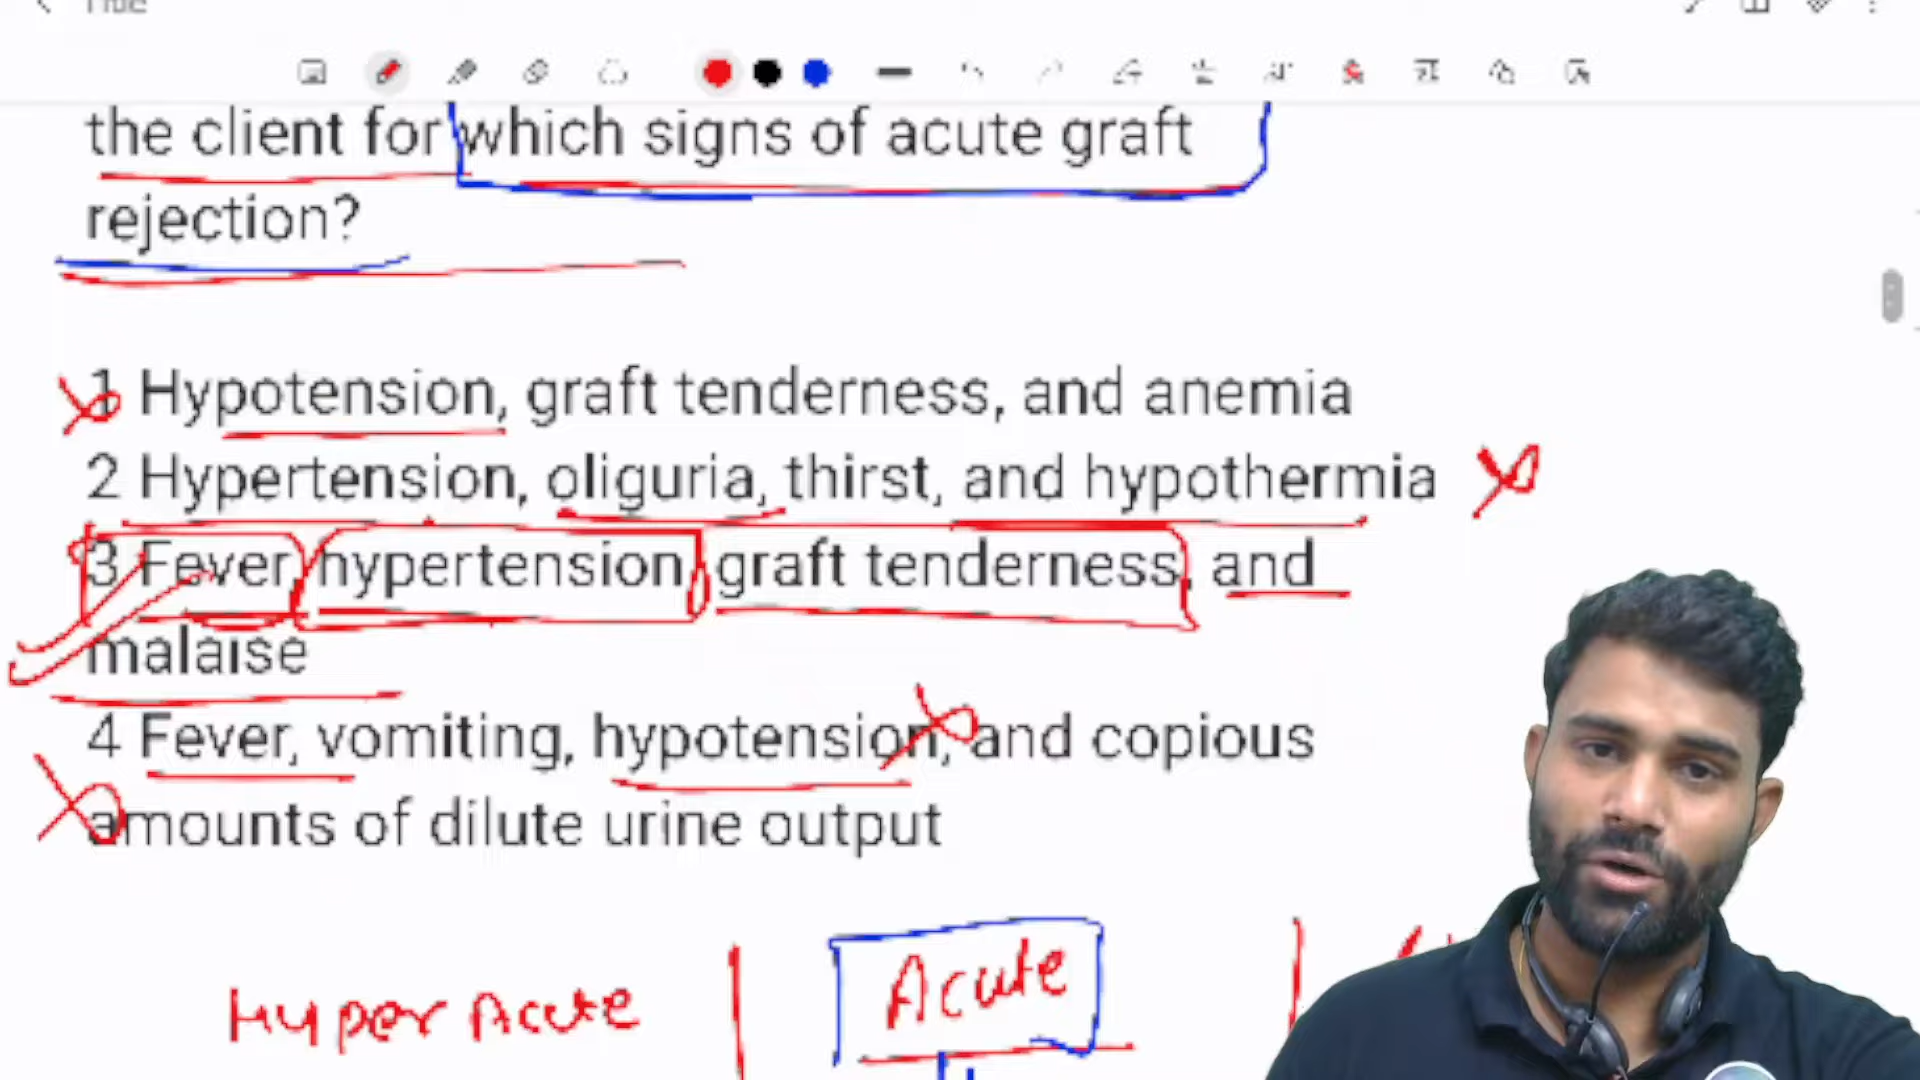 Title
the client for which signs of acute graft
rejection?
1 Hypotension, graft tenderness, and anemia
2 Hypertension, oliguria, thirst, and hypothermia
3 Fever, hypertension, graft tenderness, and
malaise
4 Fever, vomiting, hypotension, and copious
amounts of dilute urine output
Hyper Acute
Acute